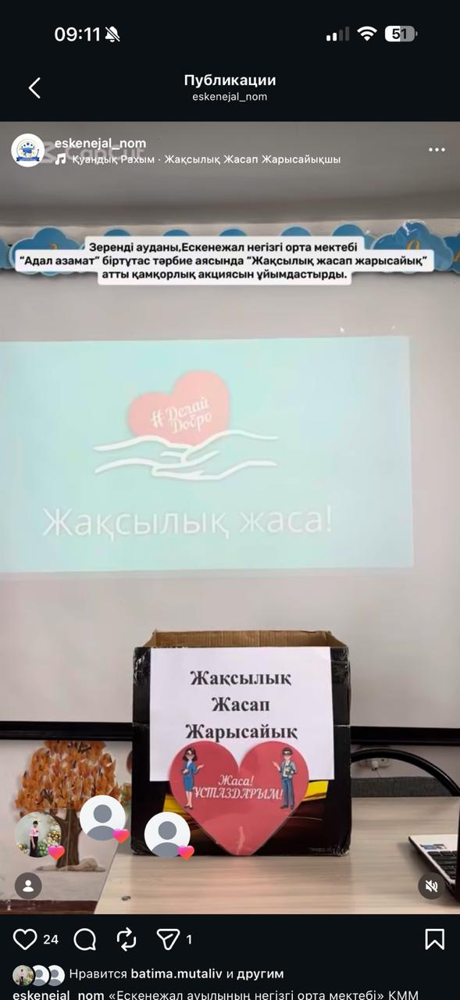 09:11
51
Публикации
eskenejal_nom
CapCut
eskenejal_nom
Қуандық Рахым · Жақсылық Жасап Жарысайықшы
Зеренді ауданы,Ескенежал негізгі орта мектебі
“Адал азамат” біртұтас тәрбие аясында “Жақсылық жасап жарысайық”
атты қамқорлық акциясын ұйымдастырды.
#Делай
Добро
Жақсылық жаса!
Жақсылық
Жасап
Жарысайық
Жаса!
ҰСТАЗДАРЫМ!
24
1
Нравится batima.mutaliv и другим
eskenejal_nom «Ескенежал ауылының негізгі орта мектебі» КММ